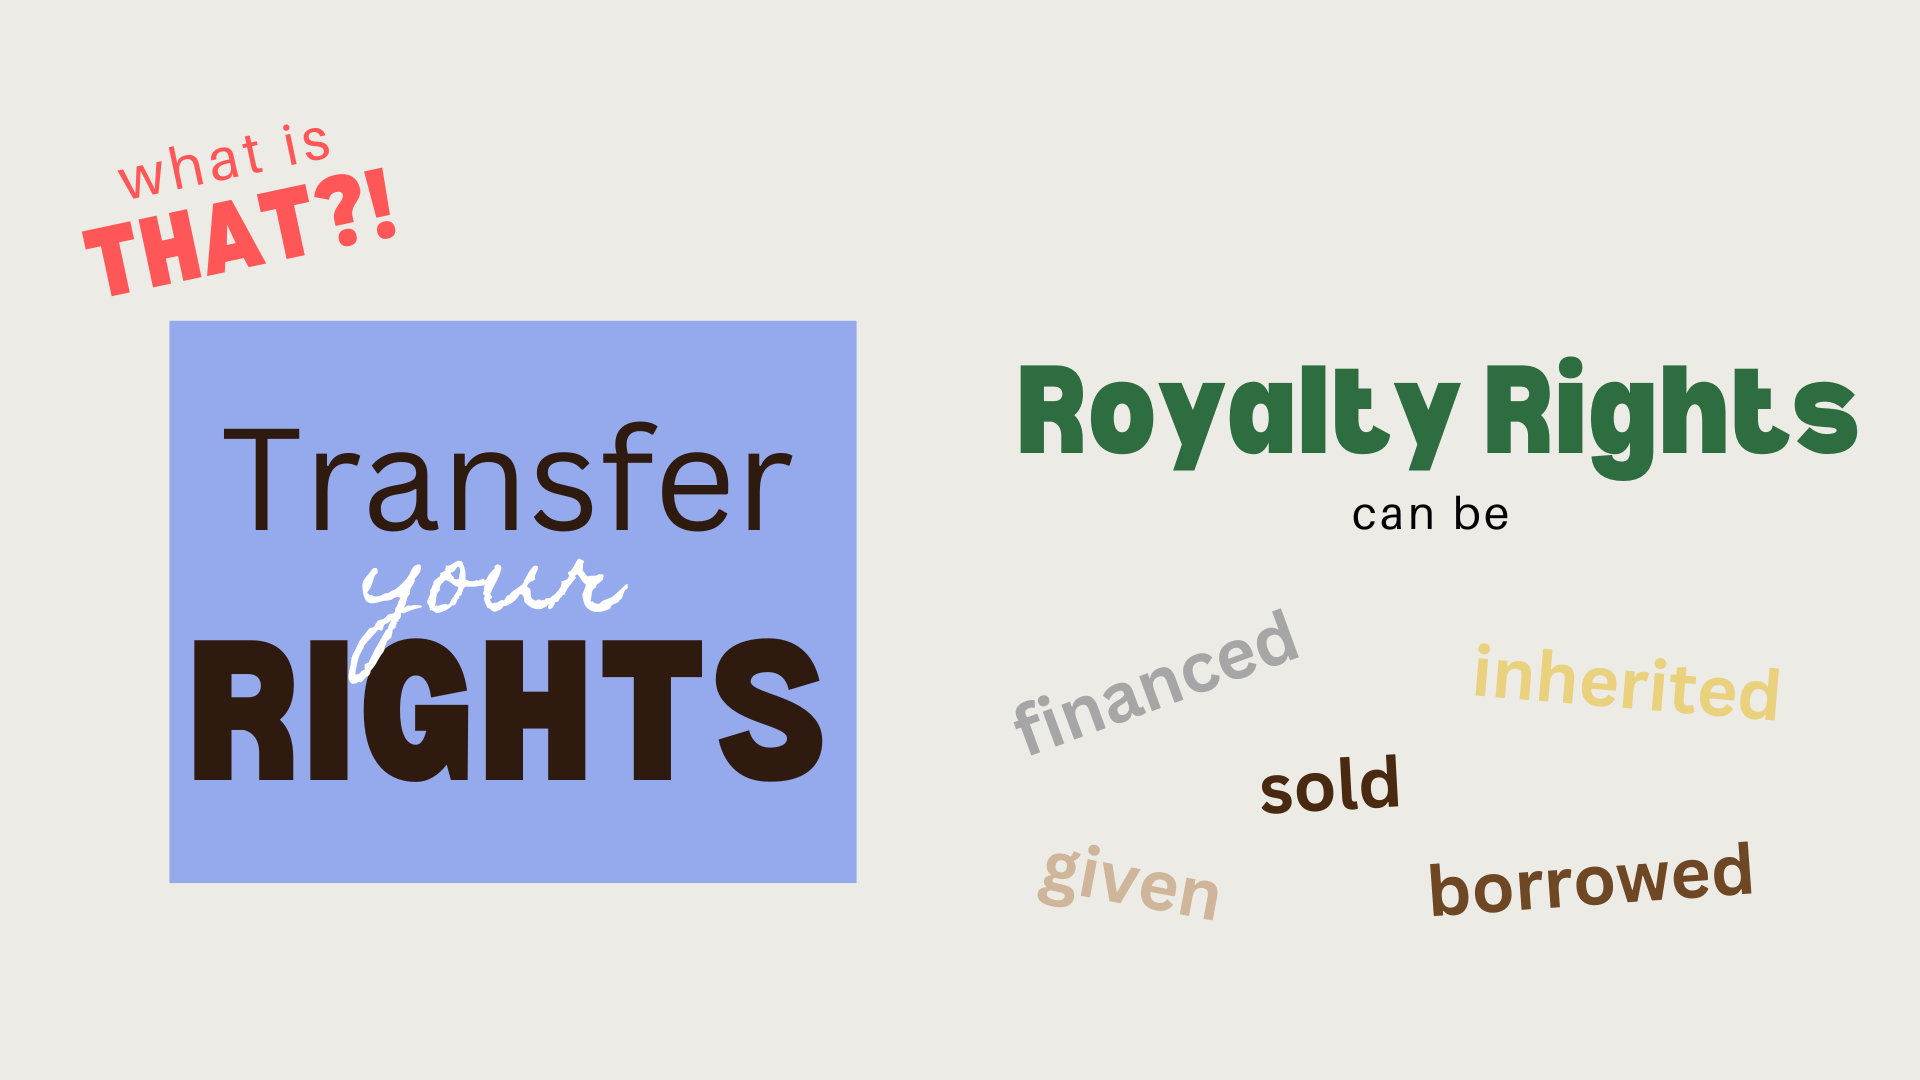 what is
THAT?!
Transfer
your
RIGHTS
Royalty Rights
can be
financed
inherited
sold
given
borrowed